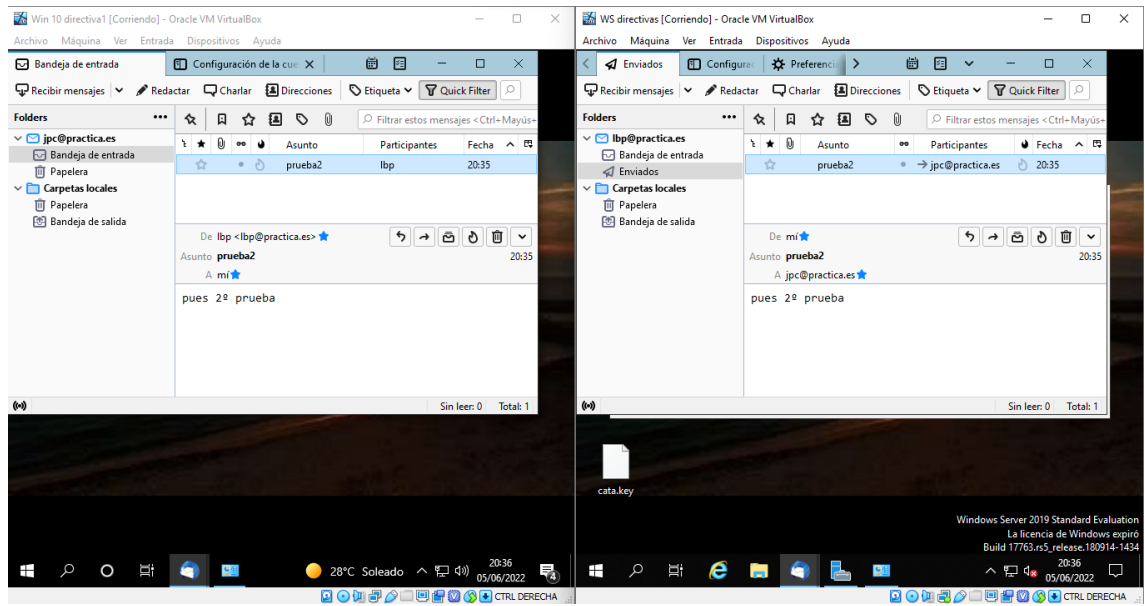 Win 10 directiva1 [Corriendo] - Oracle VM VirtualBox
Archivo Máquina Ver Entrada Dispositivos Ayuda
Bandeja de entrada Configuración de la cue
Recibir mensajes Redactar Charlar Direcciones Etiqueta Quick Filter
Folders
Filtrar estos mensajes <Ctrl+Mayús+
jpc@practica.es
Bandeja de entrada
Papelera
Carpetas locales
Papelera
Bandeja de salida
Asunto Participantes Fecha
prueba2 lbp 20:35
De lbp <lbp@practica.es>
Asunto prueba2 20:35
A mí
pues 2º prueba
Sin leer: 0 Total: 1
28°C Soleado
20:36
05/06/2022
4
CTRL DERECHA
WS directivas [Corriendo] - Oracle VM VirtualBox
Archivo Máquina Ver Entrada Dispositivos Ayuda
Enviados Configurac Preferencia
Recibir mensajes Redactar Charlar Direcciones Etiqueta Quick Filter
Folders
Filtrar estos mensajes <Ctrl+Mayús+
lbp@practica.es
Bandeja de entrada
Enviados
Carpetas locales
Papelera
Bandeja de salida
Asunto Participantes Fecha
prueba2 jpc@practica.es 20:35
De mí
Asunto prueba2 20:35
A jpc@practica.es
pues 2º prueba
Sin leer: 0 Total: 1
cata.key
Windows Server 2019 Standard Evaluation
La licencia de Windows expiró
Build 17763.rs5_release.180914-1434
20:36
05/06/2022
CTRL DERECHA